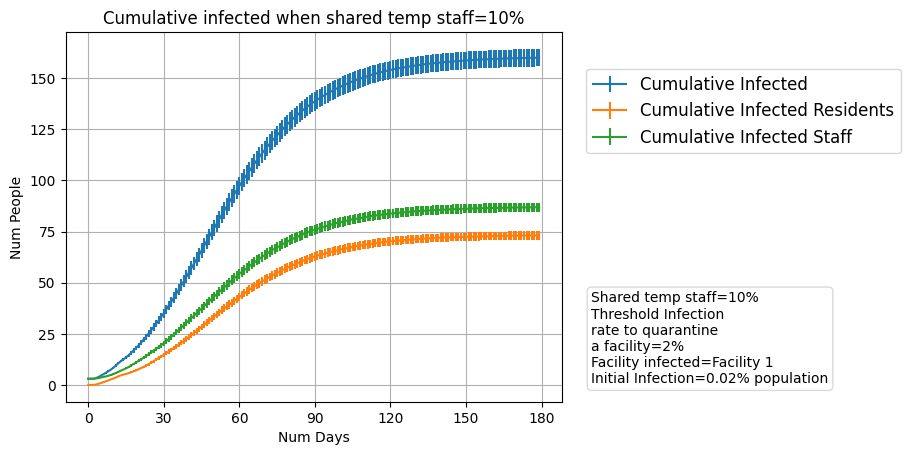 Cumulative infected when shared temp staff=10%
Num People
150
125
100
75
50
25
0
0 30 60 90 120 150 180
Num Days
Cumulative Infected
Cumulative Infected Residents
Cumulative Infected Staff
Shared temp staff=10%
Threshold Infection
rate to quarantine
a facility=2%
Facility infected=Facility 1
Initial Infection=0.02% population